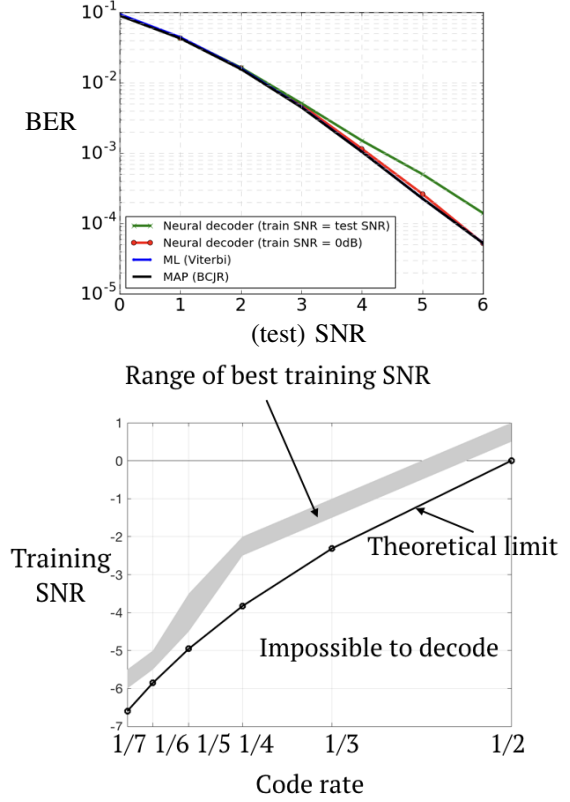 10^-1
10^-2
BER
10^-3
10^-4
10^-5
Neural decoder (train SNR = test SNR)
Neural decoder (train SNR = 0dB)
ML (Viterbi)
MAP (BCJR)
0 1 2 3 4 5 6
(test) SNR
Range of best training SNR
1
0
-1
-2
Theoretical limit
Training
SNR
-3
-4
Impossible to decode
-5
-6
-7
1/7 1/6 1/5 1/4 1/3 1/2
Code rate